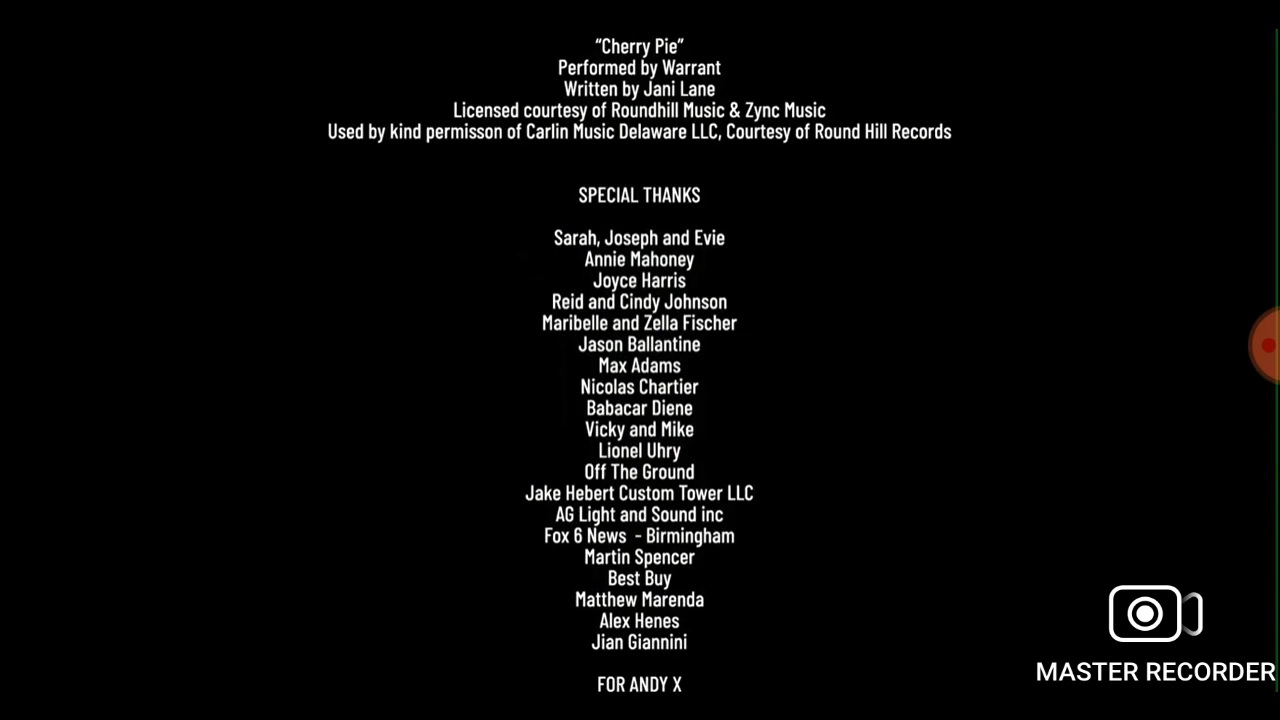 “Cherry Pie”
Performed by Warrant
Written by Jani Lane
Licensed courtesy of Roundhill Music & Zync Music
Used by kind permisson of Carlin Music Delaware LLC, Courtesy of Round Hill Records
SPECIAL THANKS
Sarah, Joseph and Evie
Annie Mahoney
Joyce Harris
Reid and Cindy Johnson
Maribelle and Zella Fischer
Jason Ballantine
Max Adams
Nicolas Chartier
Babacar Diene
Vicky and Mike
Lionel Uhry
Off The Ground
Jake Hebert Custom Tower LLC
AG Light and Sound inc
Fox 6 News - Birmingham
Martin Spencer
Best Buy
Matthew Marenda
Alex Henes
Jian Giannini
FOR ANDY X
MASTER RECORDER